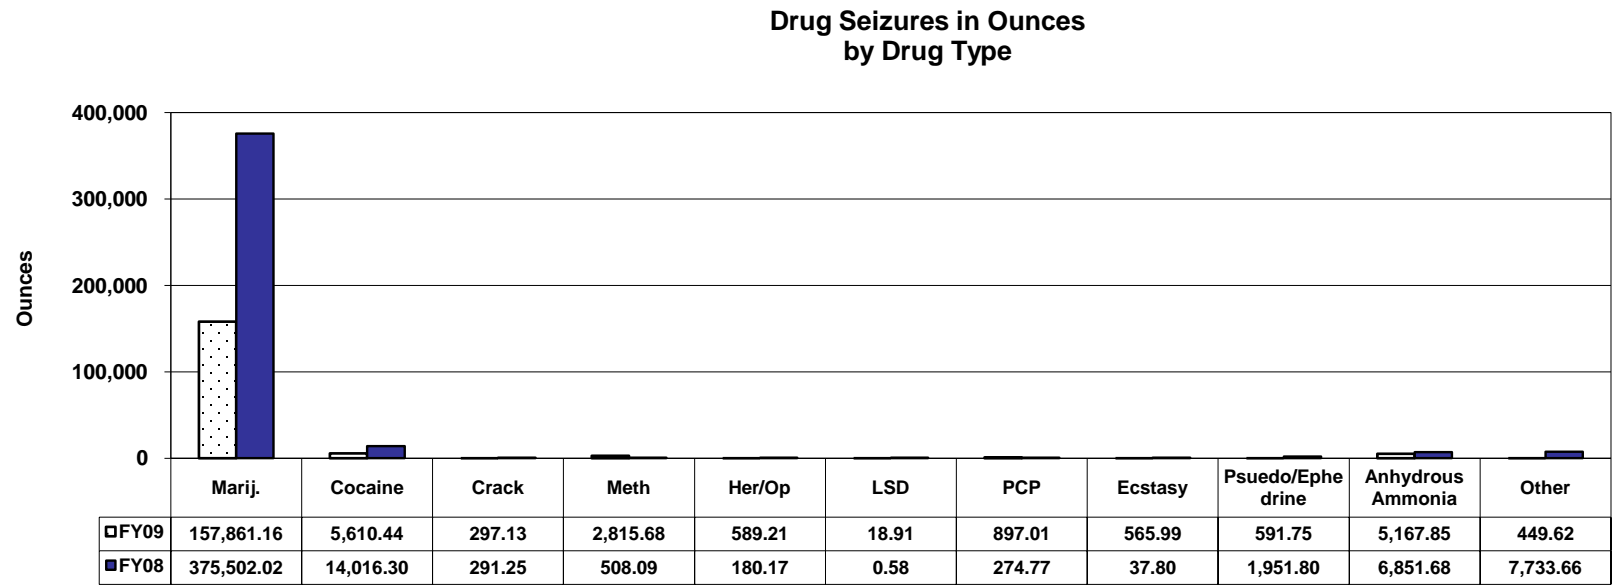 Drug Seizures in Ounces
by Drug Type
400,000
300,000
200,000
100,000
0
Ounces
Marij. Cocaine Crack Meth Her/Op LSD PCP Ecstasy Psuedo/Ephe drine Anhydrous Ammonia Other
FY09 157,861.16 5,610.44 297.13 2,815.68 589.21 18.91 897.01 565.99 591.75 5,167.85 449.62
FY08 375,502.02 14,016.30 291.25 508.09 180.17 0.58 274.77 37.80 1,951.80 6,851.68 7,733.66